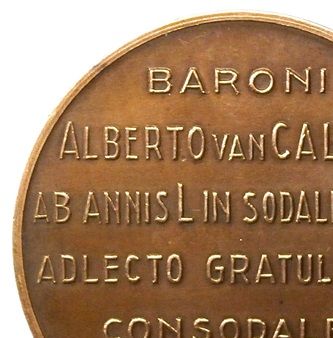 BARONI
ALBERTO VAN CAL
AB ANNIS L IN SODAL
ADLECTO GRATUL
CONSODALE